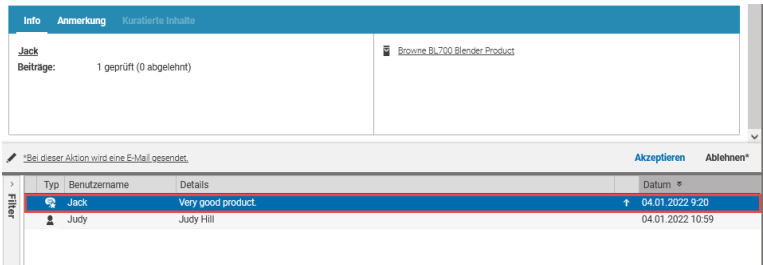 Info Anmerkung Kuratierte Inhalte
Jack
Browne BL700 Blender Product
Beiträge: 1 geprüft (0 abgelehnt)
*Bei dieser Aktion wird eine E-Mail gesendet. Akzeptieren Ablehnen*
Filter
Typ Benutzername Details Datum
Jack Very good product. 04.01.2022 9:20
Judy Judy Hill 04.01.2022 10:59